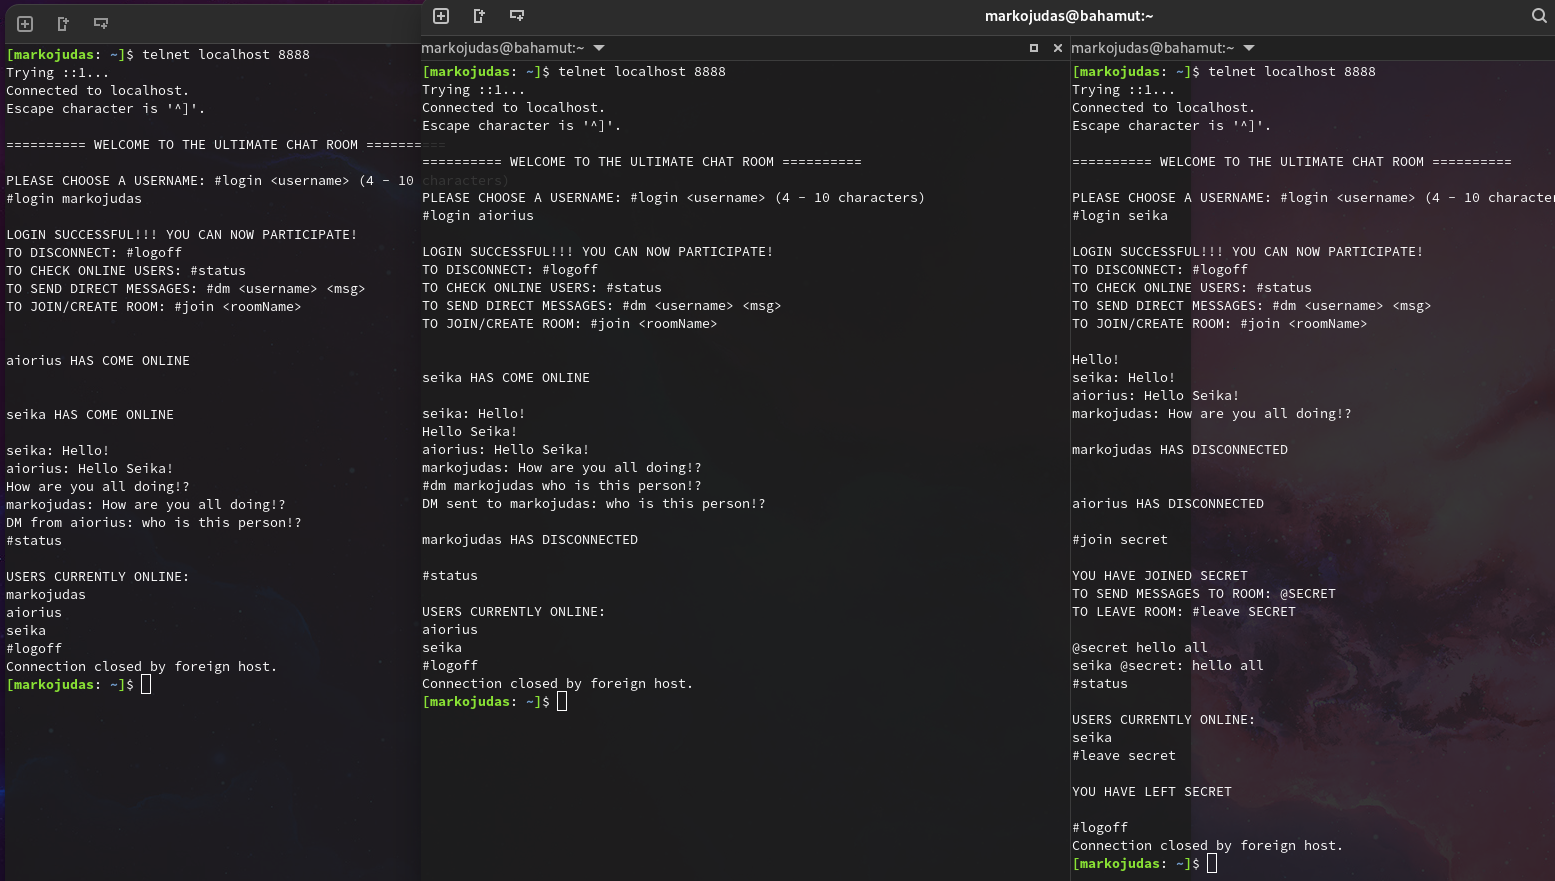 markojudas@bahamut:~
[markojudas: ~]$ telnet localhost 8888
Trying ::1...
Connected to localhost.
Escape character is '^]'.
========== WELCOME TO THE ULTIMATE CHAT ROOM ==========
PLEASE CHOOSE A USERNAME: #login <username> (4 - 10 characters)
#login markojudas
LOGIN SUCCESSFUL!!! YOU CAN NOW PARTICIPATE!
TO DISCONNECT: #logoff
TO CHECK ONLINE USERS: #status
TO SEND DIRECT MESSAGES: #dm <username> <msg>
TO JOIN/CREATE ROOM: #join <roomName>
aiorius HAS COME ONLINE
seika HAS COME ONLINE
seika: Hello!
aiorius: Hello Seika!
How are you all doing!?
markojudas: How are you all doing!?
DM from aiorius: who is this person!?
#status
USERS CURRENTLY ONLINE:
markojudas
aiorius
seika
#logoff
Connection closed by foreign host.
[markojudas: ~]$
markojudas@bahamut:~
[markojudas: ~]$ telnet localhost 8888
Trying ::1...
Connected to localhost.
Escape character is '^]'.
========== WELCOME TO THE ULTIMATE CHAT ROOM ==========
PLEASE CHOOSE A USERNAME: #login <username> (4 - 10 characters)
#login aiorius
LOGIN SUCCESSFUL!!! YOU CAN NOW PARTICIPATE!
TO DISCONNECT: #logoff
TO CHECK ONLINE USERS: #status
TO SEND DIRECT MESSAGES: #dm <username> <msg>
TO JOIN/CREATE ROOM: #join <roomName>
seika HAS COME ONLINE
seika: Hello!
Hello Seika!
aiorius: Hello Seika!
markojudas: How are you all doing!?
#dm markojudas who is this person!?
DM sent to markojudas: who is this person!?
markojudas HAS DISCONNECTED
#status
USERS CURRENTLY ONLINE:
aiorius
seika
#logoff
Connection closed by foreign host.
[markojudas: ~]$
markojudas@bahamut:~
[markojudas: ~]$ telnet localhost 8888
Trying ::1...
Connected to localhost.
Escape character is '^]'.
========== WELCOME TO THE ULTIMATE CHAT ROOM ==========
PLEASE CHOOSE A USERNAME: #login <username> (4 - 10 characte
#login seika
LOGIN SUCCESSFUL!!! YOU CAN NOW PARTICIPATE!
TO DISCONNECT: #logoff
TO CHECK ONLINE USERS: #status
TO SEND DIRECT MESSAGES: #dm <username> <msg>
TO JOIN/CREATE ROOM: #join <roomName>
Hello!
seika: Hello!
aiorius: Hello Seika!
markojudas: How are you all doing!?
markojudas HAS DISCONNECTED
aiorius HAS DISCONNECTED
#join secret
YOU HAVE JOINED SECRET
TO SEND MESSAGES TO ROOM: @SECRET
TO LEAVE ROOM: #leave SECRET
@secret hello all
seika @secret: hello all
#status
USERS CURRENTLY ONLINE:
seika
#leave secret
YOU HAVE LEFT SECRET
#logoff
Connection closed by foreign host.
[markojudas: ~]$